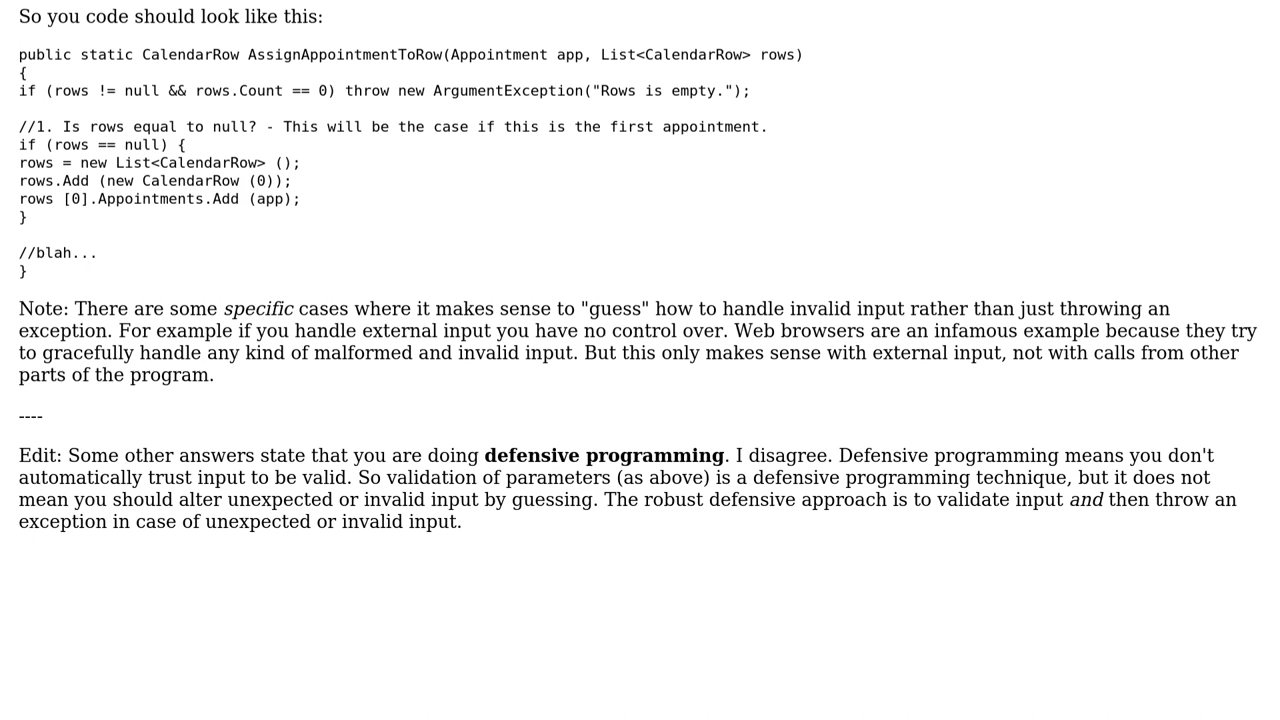 So you code should look like this:
public static CalendarRow AssignAppointmentToRow(Appointment app, List<CalendarRow> rows)
{
if (rows != null && rows.Count == 0) throw new ArgumentException("Rows is empty.");
//1. Is rows equal to null? - This will be the case if this is the first appointment.
if (rows == null) {
rows = new List<CalendarRow> ();
rows.Add (new CalendarRow (0));
rows [0].Appointments.Add (app);
}
//blah...
}
Note: There are some specific cases where it makes sense to "guess" how to handle invalid input rather than just throwing an
exception. For example if you handle external input you have no control over. Web browsers are an infamous example because they try
to gracefully handle any kind of malformed and invalid input. But this only makes sense with external input, not with calls from other
parts of the program.
----
Edit: Some other answers state that you are doing defensive programming. I disagree. Defensive programming means you don't
automatically trust input to be valid. So validation of parameters (as above) is a defensive programming technique, but it does not
mean you should alter unexpected or invalid input by guessing. The robust defensive approach is to validate input and then throw an
exception in case of unexpected or invalid input.